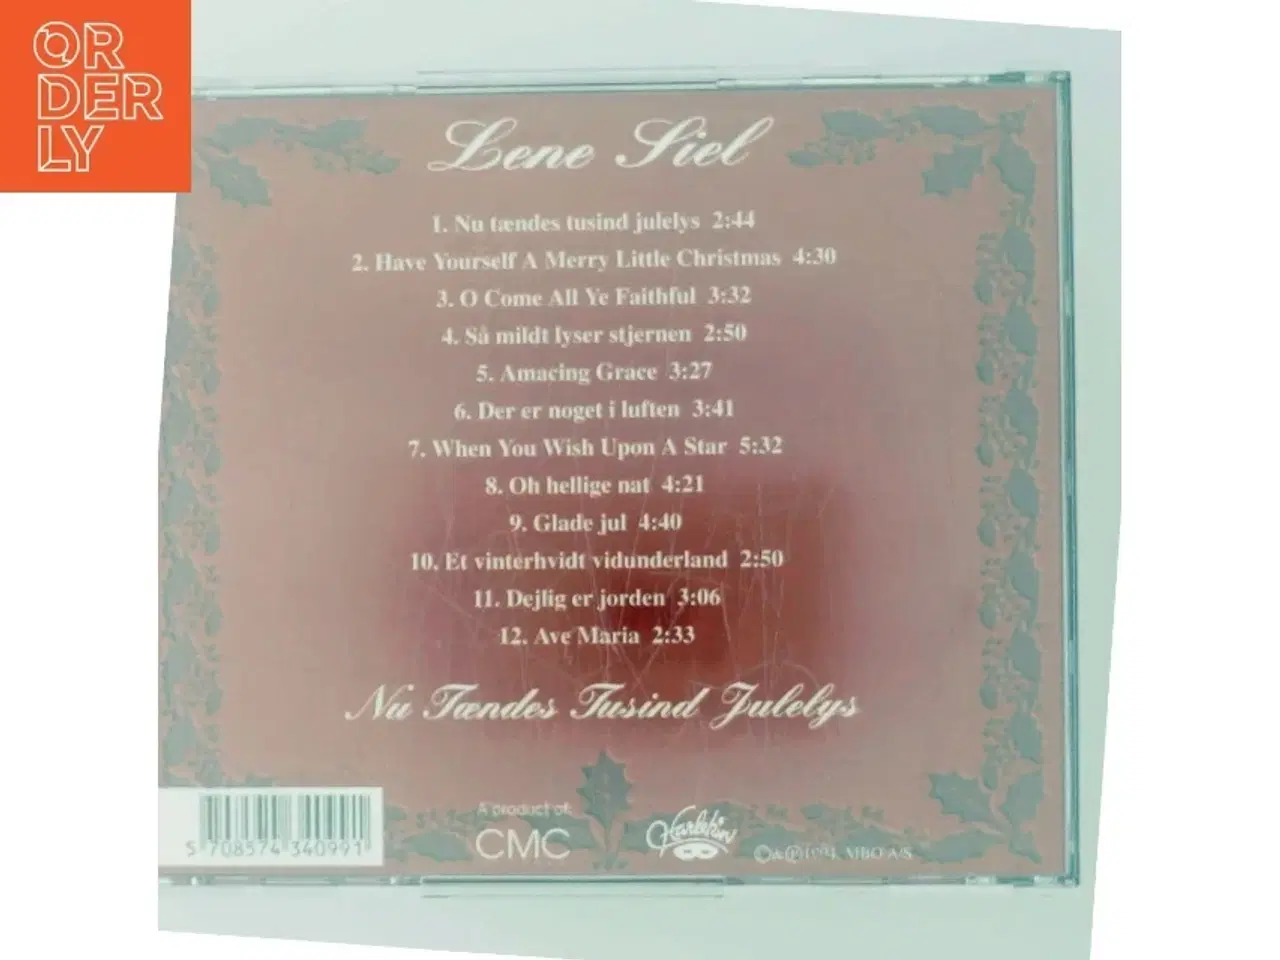 ORDERLY
Lene Siel
1. Nu tændes tusind julelys 2:44
2. Have Yourself A Merry Little Christmas 4:30
3. O Come All Ye Faithful 3:32
4. Så mildt lyser stjernen 2:50
5. Amacing Grace 3:27
6. Der er noget i luften 3:41
7. When You Wish Upon A Star 5:32
8. Oh hellige nat 4:21
9. Glade jul 4:40
10. Et vinterhvidt vidunderland 2:50
11. Dejlig er jorden 3:06
12. Ave Maria 2:33
Nu Tændes Tusind Julelys
A product of:
CMC
Harlekin
©&℗1994 MBO A/S
5 708574 340991